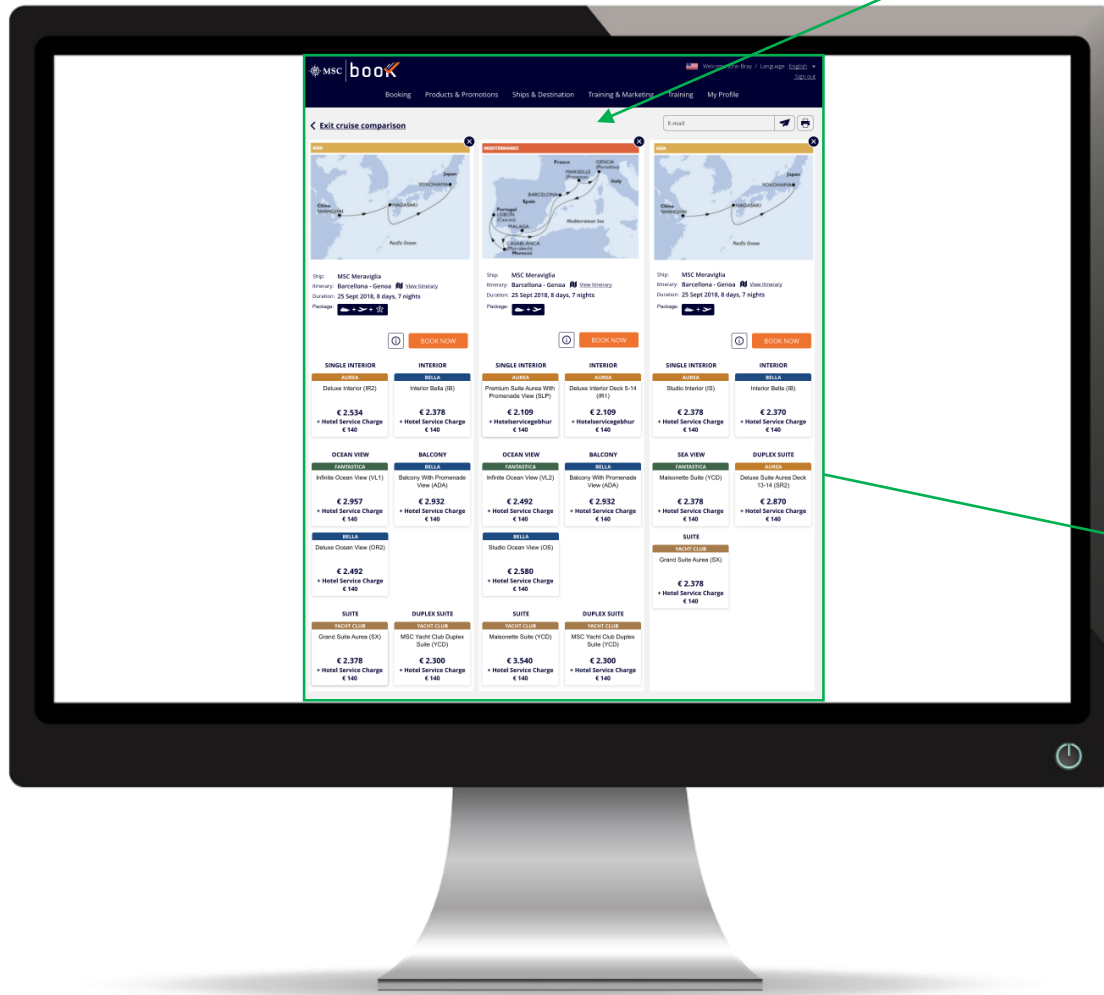 MSC book
Welcome John Bray / Language : English
Sign out
Booking Products & Promotions Ships & Destination Training & Marketing Training My Profile
Exit cruise comparison
E-mail
ASIA
China
SHANGHAI
Japan
YOKOHAMA
NAGASAKI
Pacific Ocean
Ship: MSC Meraviglia
Itinerary: Barcellona - Genoa View Itinerary
Duration: 25 Sept 2018, 8 days, 7 nights
Package:
BOOK NOW
SINGLE INTERIOR INTERIOR
AUREA BELLA
Deluxe Interior (IR2) Interior Bella (IB)
€ 2.534 € 2.378
+ Hotel Service Charge + Hotel Service Charge
€ 140 € 140
OCEAN VIEW BALCONY
FANTASTICA BELLA
Infinite Ocean View (VL1) Balcony With Promenade
View (ADA)
€ 2.957 € 2.932
+ Hotel Service Charge + Hotel Service Charge
€ 140 € 140
BELLA
Deluxe Ocean View (OR2)
€ 2.492
+ Hotel Service Charge
€ 140
SUITE DUPLEX SUITE
YACHT CLUB YACHT CLUB
Grand Suite Aurea (SX) MSC Yacht Club Duplex
Suite (YCD)
€ 2.378 € 2.300
+ Hotel Service Charge + Hotel Service Charge
€ 140 € 140
MEDITERRANEO
France
GENOA
(Portofino)
MARSEILLE
(Provence)
Italy
BARCELONA
Spain
Portugal
LISBON
(Cascais)
MALAGA
Mediterranean Sea
CASABLANCA
(Marrakech)
Morocco
Ship: MSC Meraviglia
Itinerary: Barcellona - Genoa View Itinerary
Duration: 25 Sept 2018, 8 days, 7 nights
Package:
BOOK NOW
SINGLE INTERIOR INTERIOR
AUREA AUREA
Premium Suite Aurea With Deluxe Interior Deck 5-14
Promenade View (SLP) (IR1)
€ 2.109 € 2.109
+ Hotelservicegebhur + Hotelservicegebhur
€ 140 € 140
OCEAN VIEW BALCONY
FANTASTICA BELLA
Infinite Ocean View (VL2) Balcony With Promenade
View (ADA)
€ 2.492 € 2.932
+ Hotel Service Charge + Hotel Service Charge
€ 140 € 140
BELLA
Studio Ocean View (OS)
€ 2.580
+ Hotel Service Charge
€ 140
SUITE DUPLEX SUITE
YACHT CLUB YACHT CLUB
Maisonette Suite (YCD) MSC Yacht Club Duplex
Suite (YCD)
€ 3.540 € 2.300
+ Hotel Service Charge + Hotel Service Charge
€ 140 € 140
ASIA
China
SHANGHAI
Japan
YOKOHAMA
NAGASAKI
Pacific Ocean
Ship: MSC Meraviglia
Itinerary: Barcellona - Genoa View Itinerary
Duration: 25 Sept 2018, 8 days, 7 nights
Package:
BOOK NOW
SINGLE INTERIOR INTERIOR
AUREA BELLA
Studio Interior (IS) Interior Bella (IB)
€ 2.378 € 2.370
+ Hotel Service Charge + Hotel Service Charge
€ 140 € 140
SEA VIEW DUPLEX SUITE
FANTASTICA AUREA
Maisonette Suite (YCD) Deluxe Suite Aurea Deck
13-14 (SR2)
€ 2.378 € 2.870
+ Hotel Service Charge + Hotel Service Charge
€ 140 € 140
SUITE
YACHT CLUB
Grand Suite Aurea (SX)
€ 2.378
+ Hotel Service Charge
€ 140